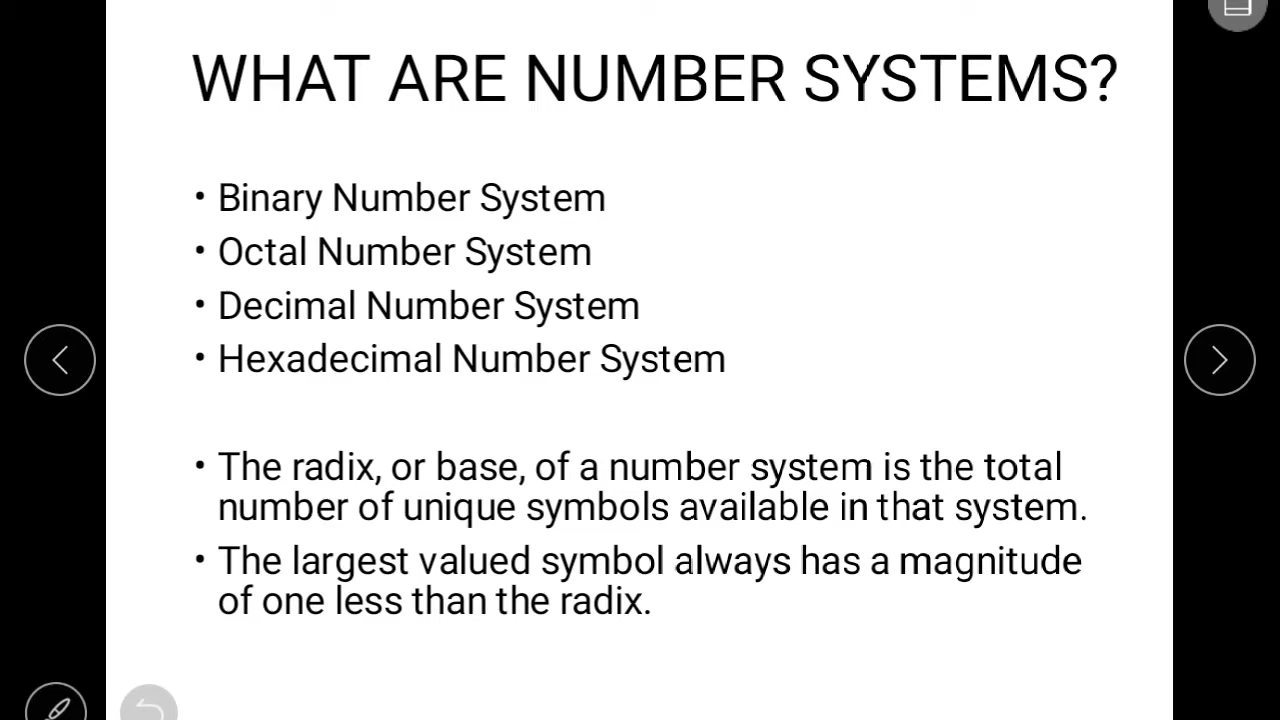 WHAT ARE NUMBER SYSTEMS?
• Binary Number System
• Octal Number System
• Decimal Number System
• Hexadecimal Number System
• The radix, or base, of a number system is the total
number of unique symbols available in that system.
• The largest valued symbol always has a magnitude
of one less than the radix.